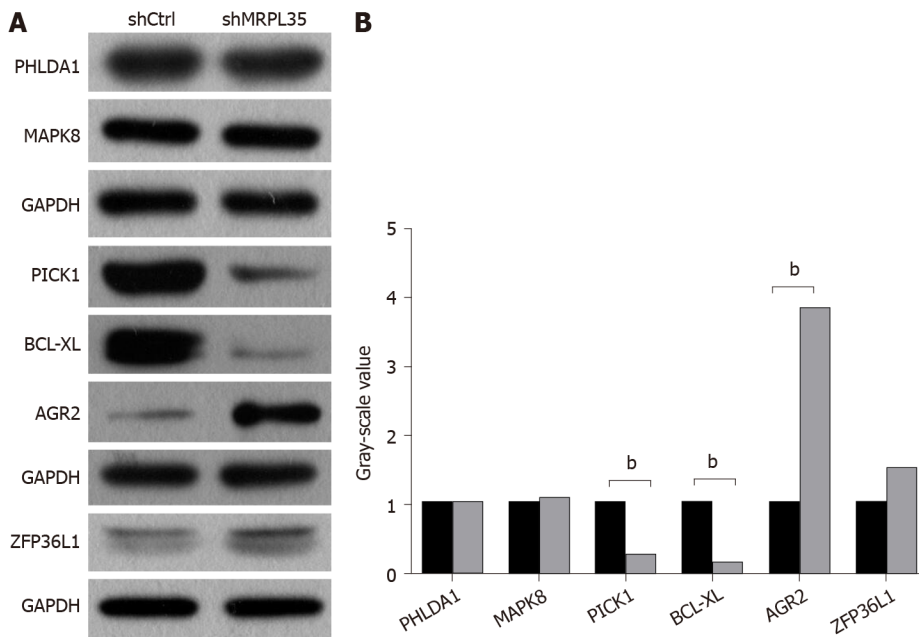 A
shCtrl shMRPL35
PHLDA1
MAPK8
GAPDH
PICK1
BCL-XL
AGR2
GAPDH
ZFP36L1
GAPDH
B
Gray-scale value
5
4
3
2
1
0
b
b
b
PHLDA1
MAPK8
PICK1
BCL-XL
AGR2
ZFP36L1